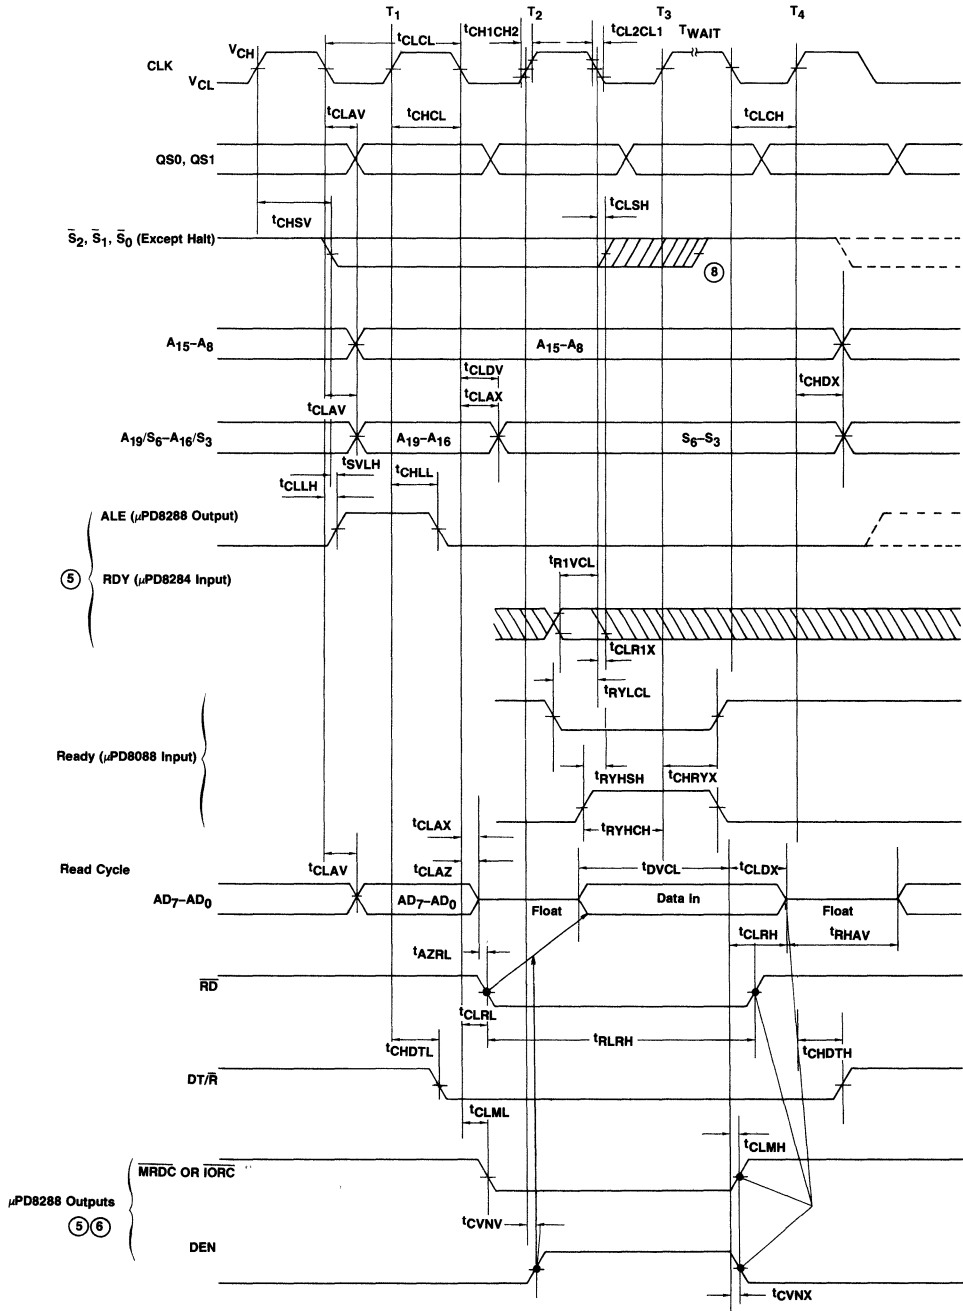 T1 T2 T3 T4
tCLCL tCH1CH2 tCL2CL1 TWAIT
VCH
CLK
VCL
tCLAV tCHCL tCLCH
QS0, QS1
tCLSH
tCHSV
S̅2, S̅1, S̅0 (Except Halt)
8
A15–A8 A15–A8
tCLDV
tCLAX tCHDX
tCLAV
A19/S6–A16/S3 A19–A16 S6–S3
tSVLH tCHLL
tCLLH
ALE (μPD8288 Output)
tR1VCL
5 RDY (μPD8284 Input)
tCLR1X
tRYLCL
Ready (μPD8088 Input)
tRYHSH tCHRYX
tCLAX tRYHCH
Read Cycle tCLAV tCLAZ tDVCL tCLDX
AD7–AD0 AD7–AD0 Float Data In Float
tCLRH tRHAV
tAZRL
R̅D̅
tCLRL tRLRH
tCHDTL tCHDTH
DT/R̅
tCLML tCLMH
M̅R̅D̅C̅ OR I̅O̅R̅C̅
μPD8288 Outputs
5 6 tCVNV
DEN
tCVNX